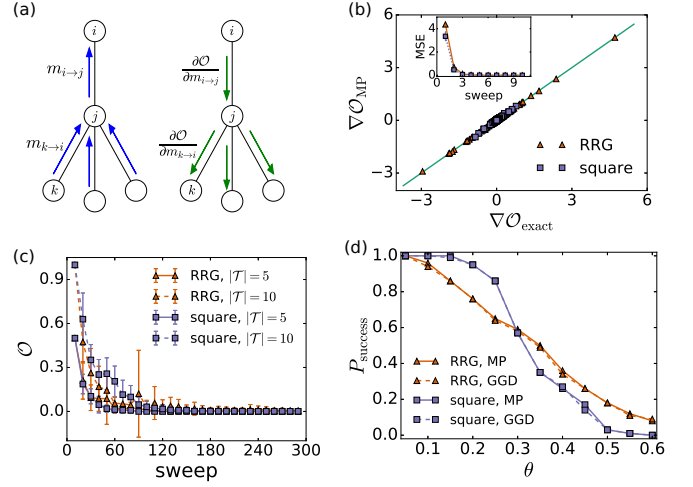 (a)
i
i
m_{i→j}
∂𝒪/∂m_{i→j}
j
j
m_{k→i}
∂𝒪/∂m_{k→i}
k
k
(b)
4
2
0
MSE
3 6 9
sweep
3
0
−3
∇𝒪_MP
RRG
square
−3 0 3 6
∇𝒪_exact
(c)
RRG, |𝒯| = 5
RRG, |𝒯| = 10
square, |𝒯| = 5
square, |𝒯| = 10
0.9
0.6
0.3
0.0
𝒪
0 60 120 180 240 300
sweep
(d)
1.0
0.8
0.6
0.4
0.2
0.0
P_success
RRG, MP
RRG, GGD
square, MP
square, GGD
0.1 0.2 0.3 0.4 0.5 0.6
θ